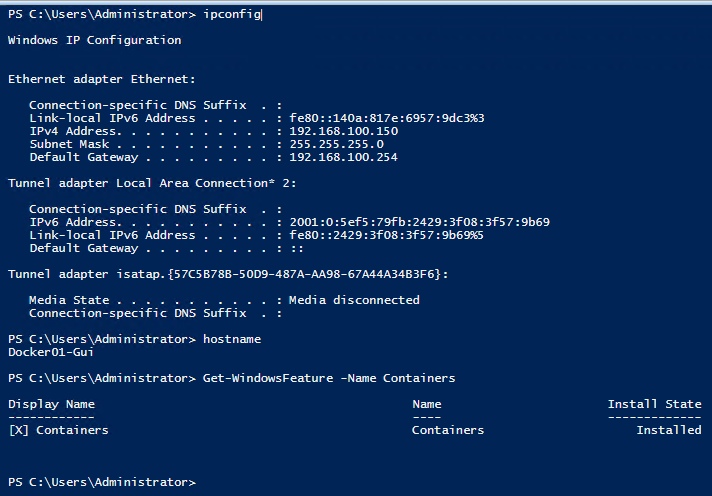 PS C:\Users\Administrator> ipconfig
Windows IP Configuration
Ethernet adapter Ethernet:
   Connection-specific DNS Suffix  . :
   Link-local IPv6 Address . . . . . : fe80::140a:817e:6957:9dc3%3
   IPv4 Address. . . . . . . . . . . : 192.168.100.150
   Subnet Mask . . . . . . . . . . . : 255.255.255.0
   Default Gateway . . . . . . . . . : 192.168.100.254
Tunnel adapter Local Area Connection* 2:
   Connection-specific DNS Suffix  . :
   IPv6 Address. . . . . . . . . . . : 2001:0:5ef5:79fb:2429:3f08:3f57:9b69
   Link-local IPv6 Address . . . . . : fe80::2429:3f08:3f57:9b69%5
   Default Gateway . . . . . . . . . : ::
Tunnel adapter isatap.{57C5B78B-50D9-487A-AA98-67A44A34B3F6}:
   Media State . . . . . . . . . . . : Media disconnected
   Connection-specific DNS Suffix  . :
PS C:\Users\Administrator> hostname
Docker01-Gui
PS C:\Users\Administrator> Get-WindowsFeature -Name Containers
Display Name                                            Name                       Install State
------------                                            ----                       -------------
[X] Containers                                          Containers                     Installed
PS C:\Users\Administrator>